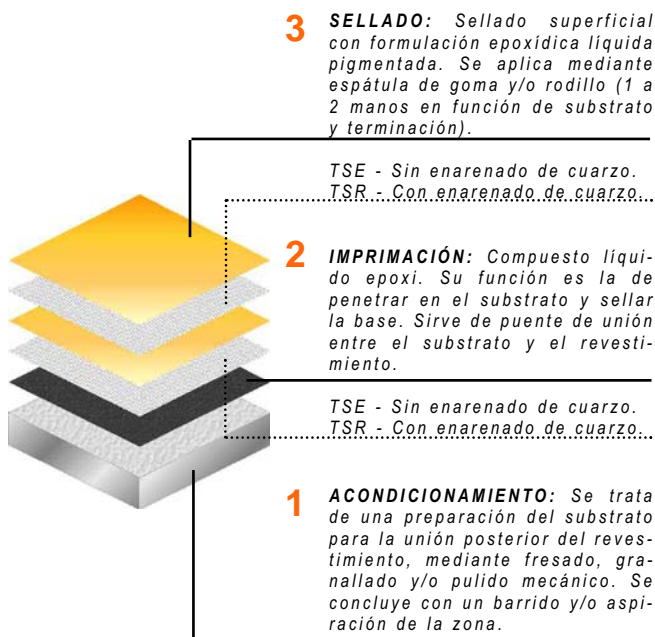 3 SELLADO: Sellado superficial
con formulación epoxídica líquida
pigmentada. Se aplica mediante
espátula de goma y/o rodillo (1 a
2 manos en función de substrato
y terminación).
TSE - Sin enarenado de cuarzo.
TSR - Con enarenado de cuarzo.
2 IMPRIMACIÓN: Compuesto líqui-
do epoxi. Su función es la de
penetrar en el substrato y sellar
la base. Sirve de puente de unión
entre el substrato y el revesti-
miento.
TSE - Sin enarenado de cuarzo.
TSR - Con enarenado de cuarzo.
1 ACONDICIONAMIENTO: Se trata
de una preparación del substrato
para la unión posterior del reves-
timiento, mediante fresado, gra-
nallado y/o pulido mecánico. Se
concluye con un barrido y/o aspi-
ración de la zona.